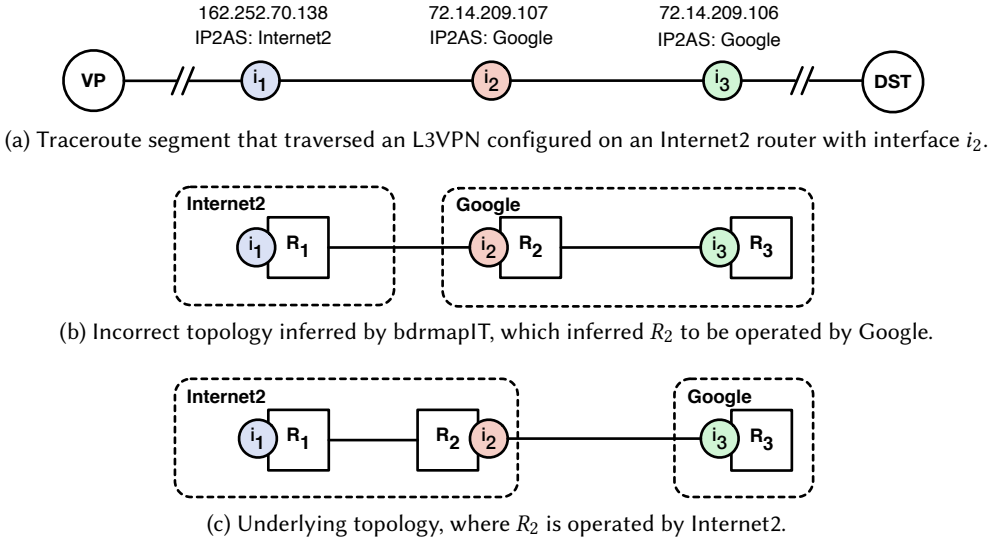 162.252.70.138 72.14.209.107 72.14.209.106
IP2AS: Internet2 IP2AS: Google IP2AS: Google
VP i₁ i₂ i₃ DST
(a) Traceroute segment that traversed an L3VPN configured on an Internet2 router with interface i₂.
Internet2 Google
i₁ R₁ i₂ R₂ i₃ R₃
(b) Incorrect topology inferred by bdrmapIT, which inferred R₂ to be operated by Google.
Internet2 Google
i₁ R₁ R₂ i₂ i₃ R₃
(c) Underlying topology, where R₂ is operated by Internet2.